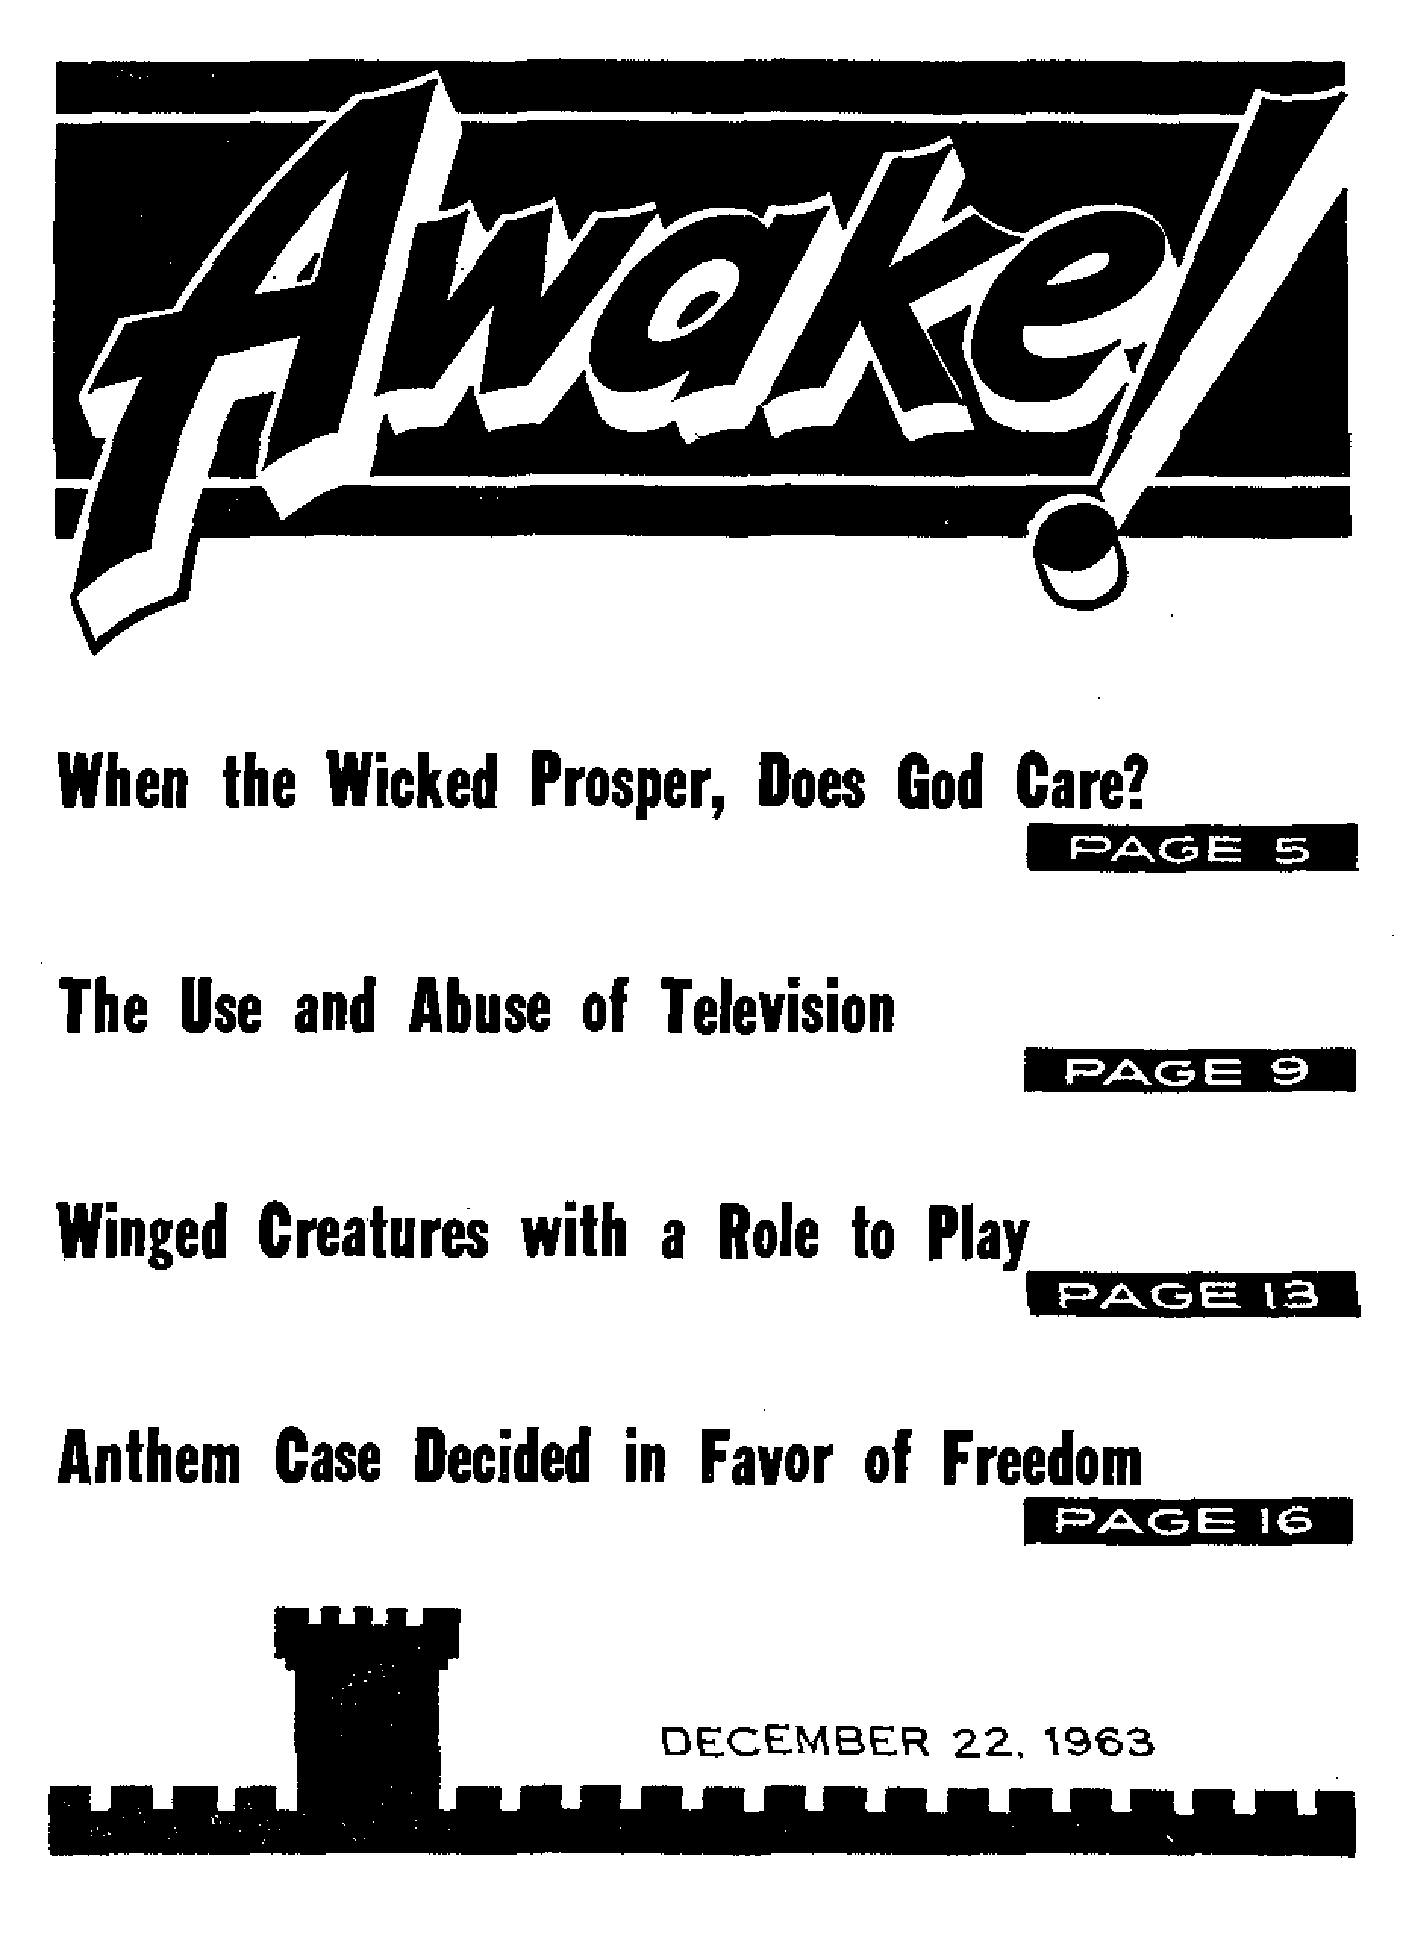 Awake!
When the Wicked Prosper, Does God Care?
PAGE 5
The Use and Abuse of Television
PAGE 9
Winged Creatures with a Role to Play
PAGE 13
Anthem Case Decided in Favor of Freedom
PAGE 16
DECEMBER 22, 1963